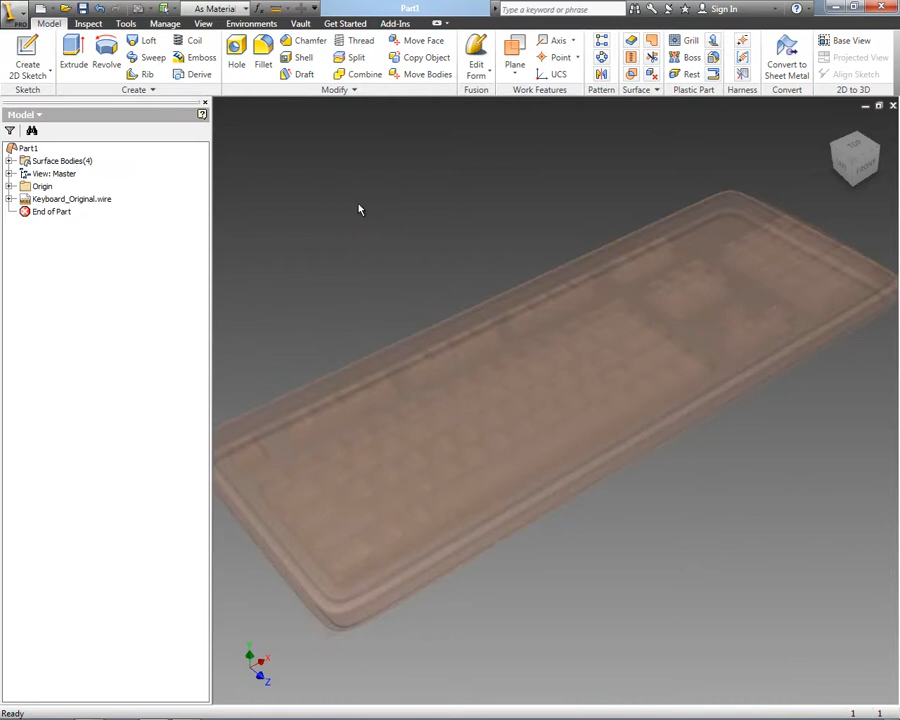 As Material
Part1
Type a keyword or phrase
Sign In
PRO
Model Inspect Tools Manage View Environments Vault Get Started Add-Ins
Create
2D Sketch
Extrude Revolve
Loft
Sweep
Rib
Coil
Emboss
Derive
Hole Fillet
Chamfer
Shell
Draft
Thread
Split
Combine
Move Face
Copy Object
Move Bodies
Edit
Form
Plane
Axis
Point
UCS
Grill
Boss
Rest
Convert to
Sheet Metal
Base View
Projected View
Align Sketch
Sketch Create Modify Fusion Work Features Pattern Surface Plastic Part Harness Convert 2D to 3D
Model
Part1
Surface Bodies(4)
View: Master
Origin
Keyboard_Original.wire
End of Part
TOP
FRONT
X
Z
Ready
1 1